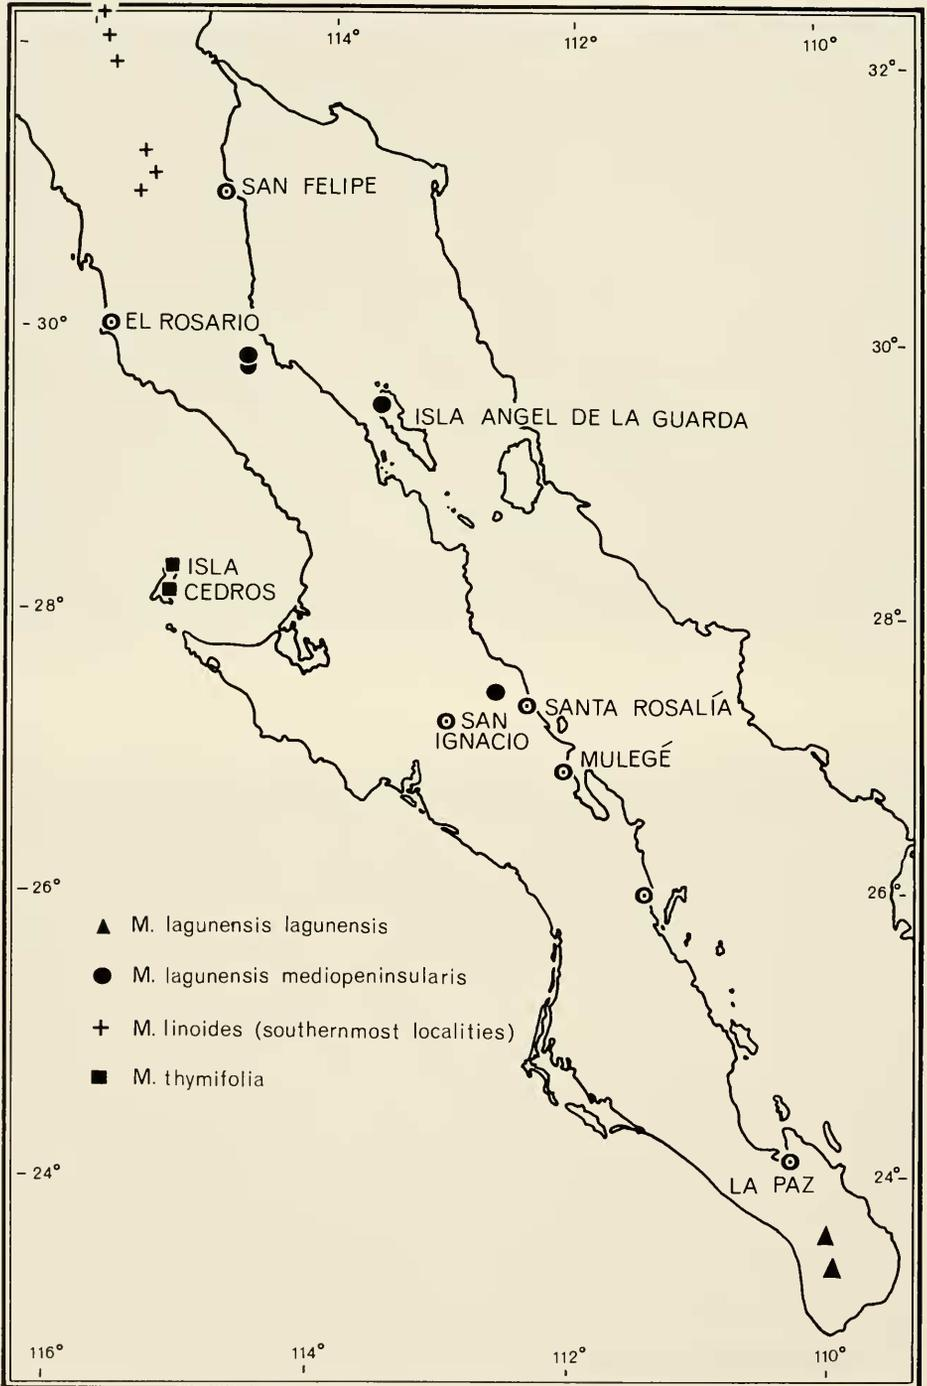 114°
112°
110°
32°-
SAN FELIPE
- 30°
EL ROSARIO
30°-
ISLA ANGEL DE LA GUARDA
ISLA
CEDROS
- 28°
28°-
SANTA ROSALÍA
SAN
IGNACIO
MULEGÉ
- 26°
26°-
▲ M. lagunensis lagunensis
● M. lagunensis mediopeninsularis
+ M. linoides (southernmost localities)
■ M. thymifolia
- 24°
24°-
LA PAZ
116°
114°
112°
110°